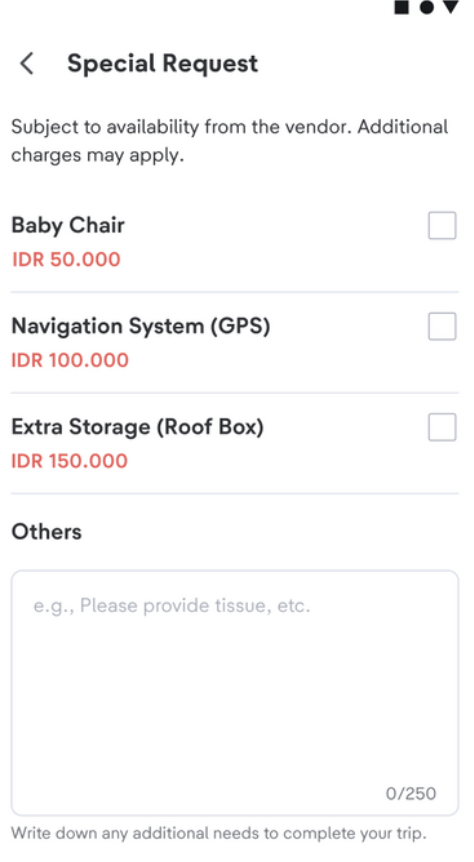 Special Request
Subject to availability from the vendor. Additional
charges may apply.
Baby Chair
IDR 50.000
Navigation System (GPS)
IDR 100.000
Extra Storage (Roof Box)
IDR 150.000
Others
e.g., Please provide tissue, etc.
0/250
Write down any additional needs to complete your trip.